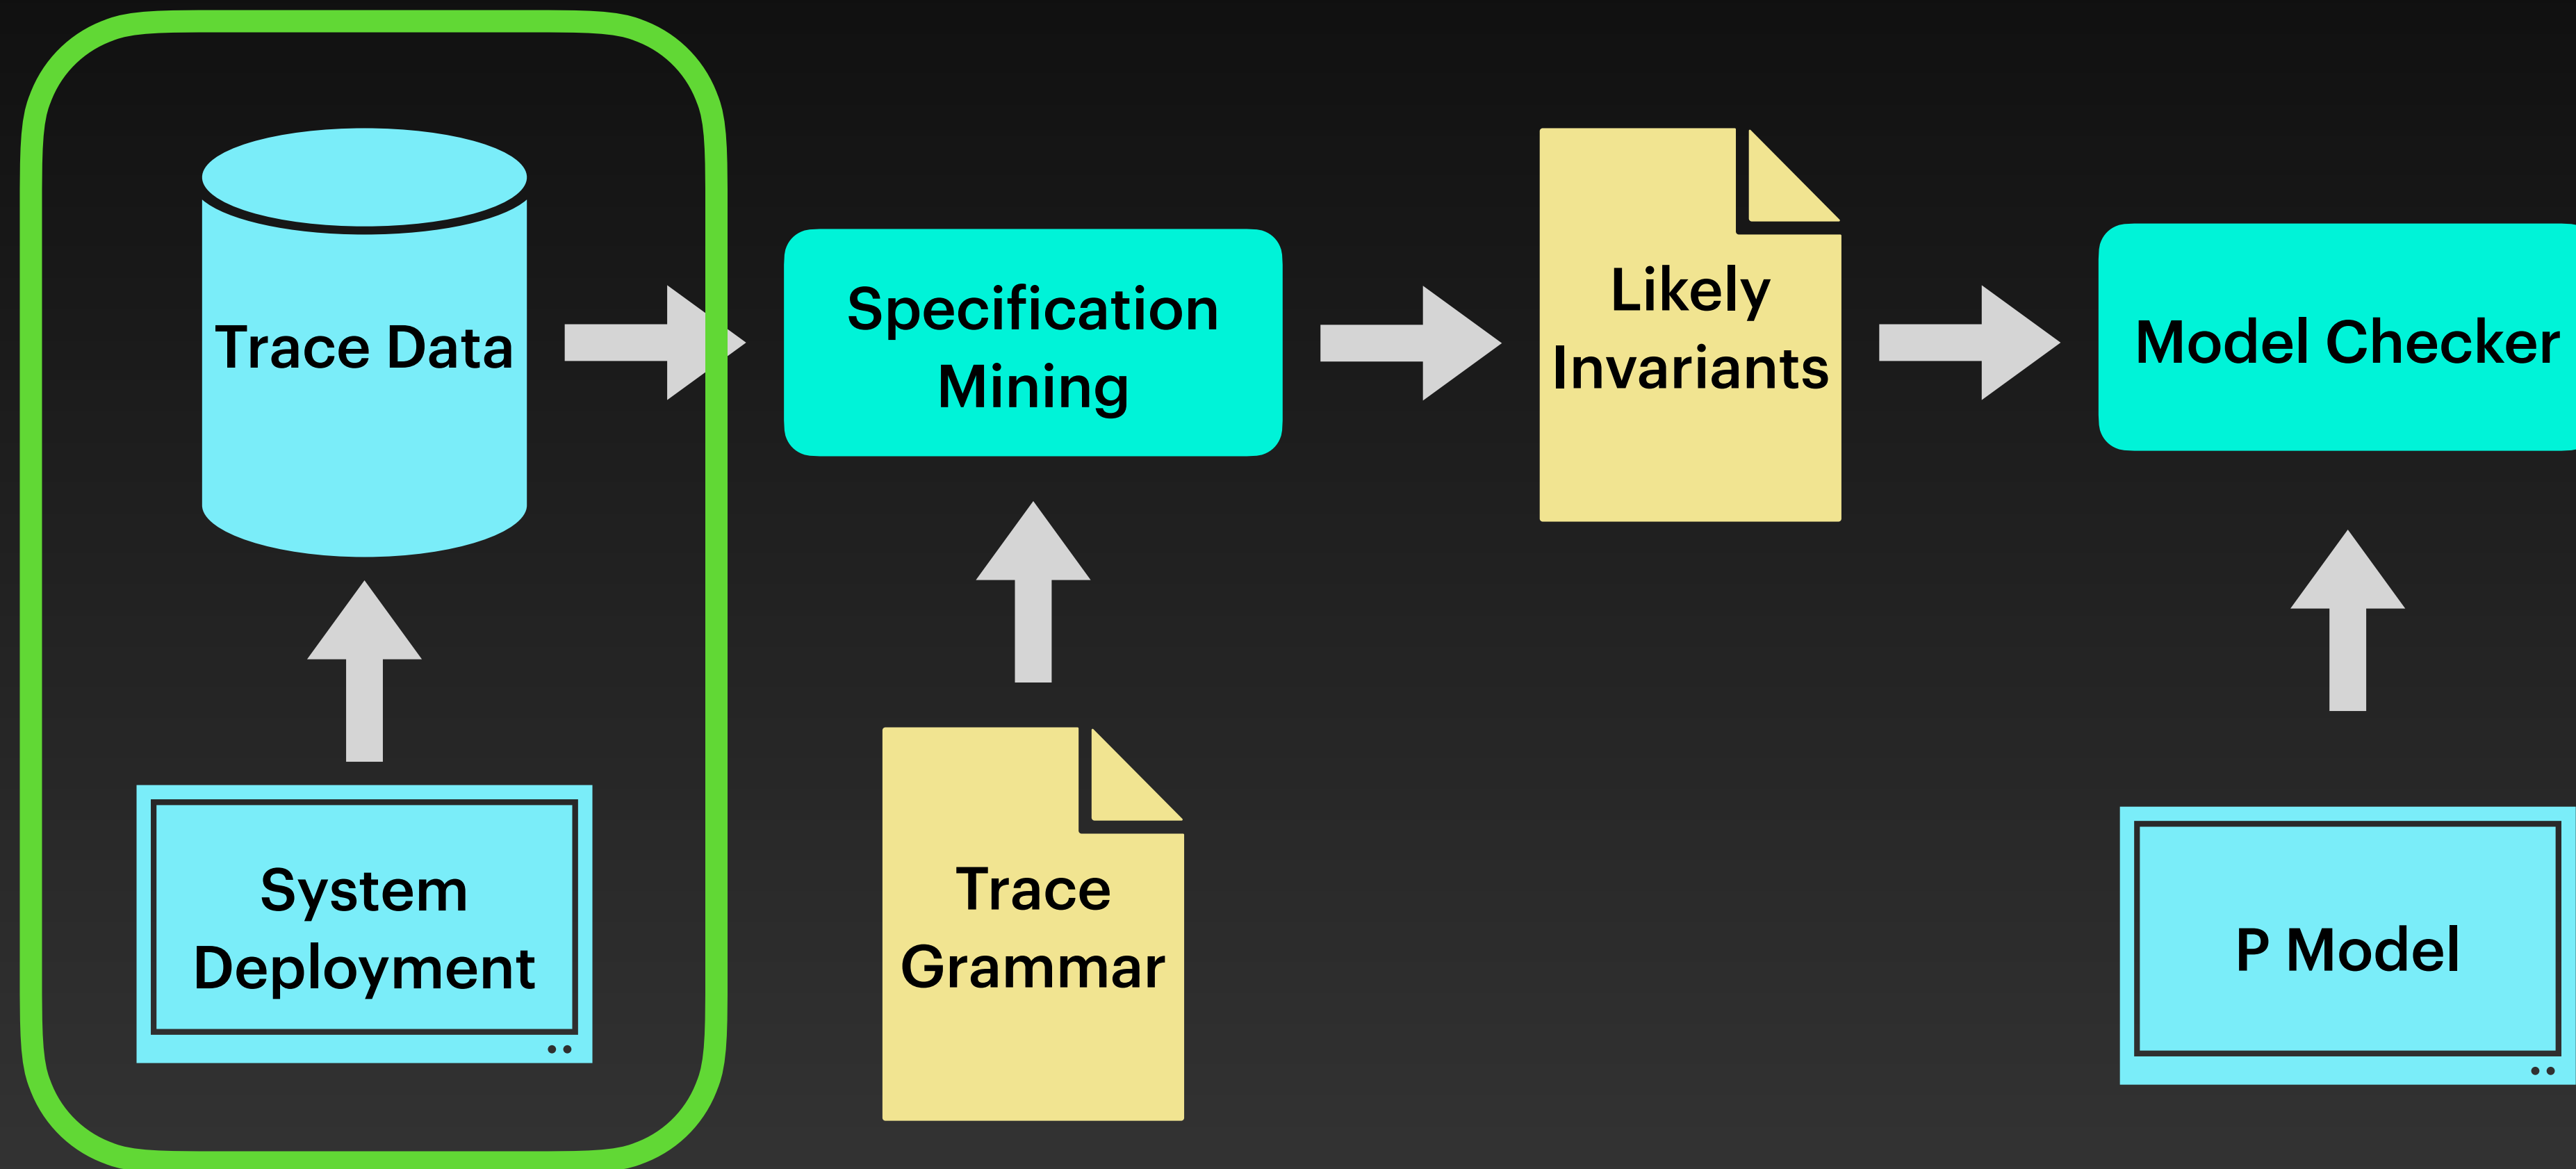 Trace Data
Specification
Mining
Likely
Invariants
Model Checker
System
Deployment
Trace
Grammar
P Model